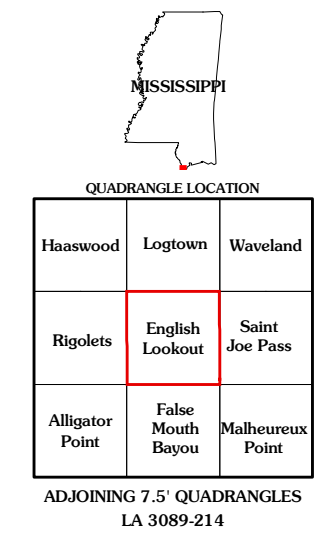 MISSISSIPPI
QUADRANGLE LOCATION
Haaswood
Logtown
Waveland
Rigolets
English
Lookout
Saint
Joe Pass
Alligator
Point
False
Mouth
Bayou
Malheureux
Point
ADJOINING 7.5' QUADRANGLES
LA 3089-214